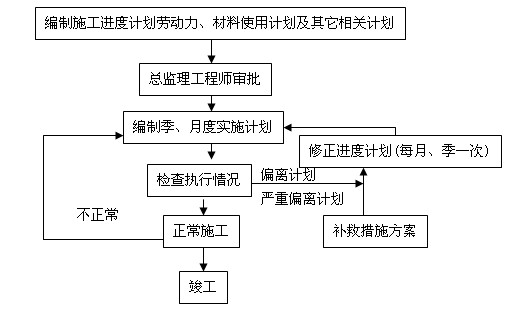 编制施工进度计划劳动力、材料使用计划及其它相关计划
总监理工程师审批
编制季、月度实施计划
修正进度计划(每月、季一次)
检查执行情况
偏离计划
严重偏离计划
不正常
正常施工
补救措施方案
竣工